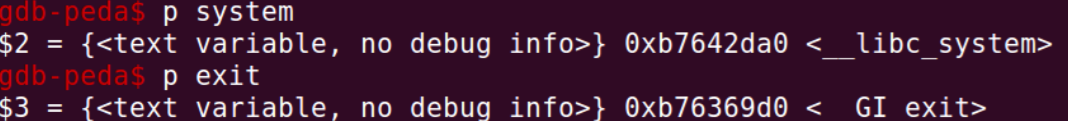 gdb-peda$ p system
$2 = {<text variable, no debug info>} 0xb7642da0 <__libc_system>
gdb-peda$ p exit
$3 = {<text variable, no debug info>} 0xb76369d0 <__GI_exit>